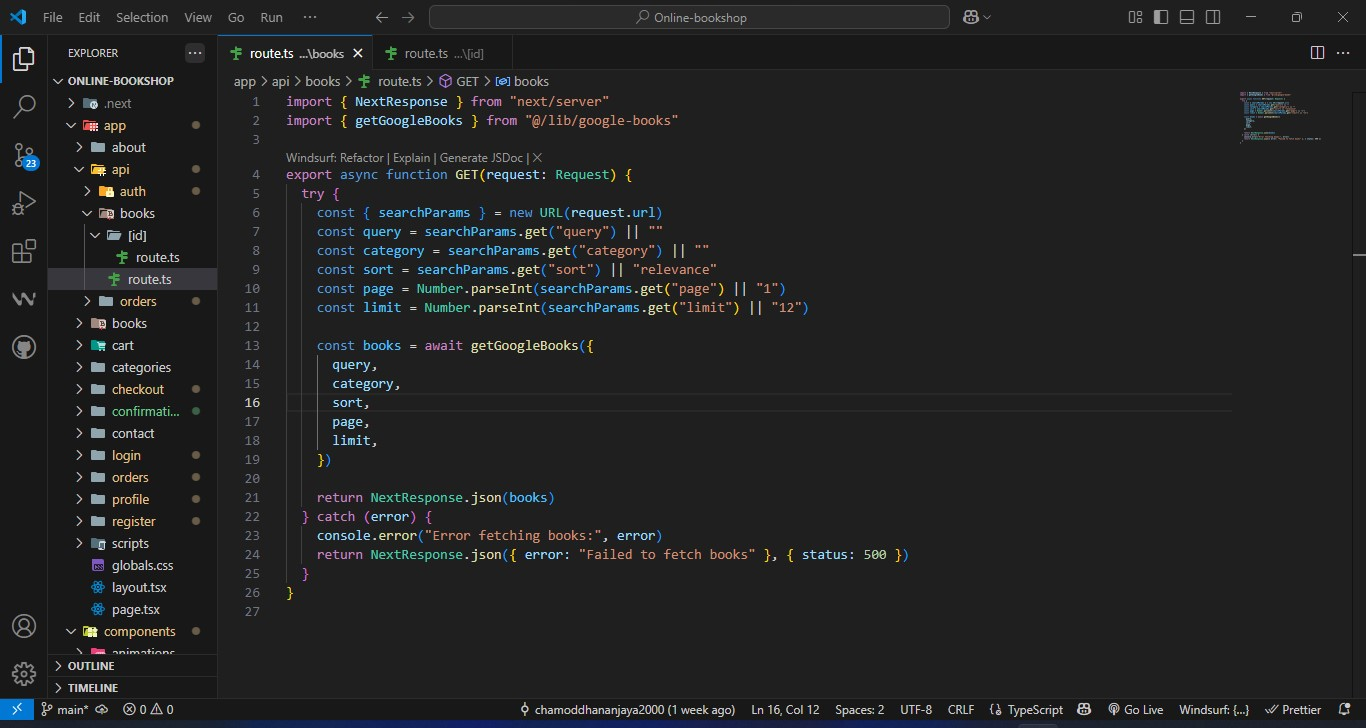 File Edit Selection View Go Run ··· Online-bookshop
EXPLORER ···
route.ts ...\books
route.ts ...\[id]
ONLINE-BOOKSHOP
.next
app
about
api
auth
books
[id]
route.ts
route.ts
orders
books
cart
categories
checkout
confirmati...
contact
login
orders
profile
register
scripts
globals.css
layout.tsx
page.tsx
components
animations
OUTLINE
TIMELINE
23
app > api > books > route.ts > GET > books
1 import { NextResponse } from "next/server"
2 import { getGoogleBooks } from "@/lib/google-books"
3
Windsurf: Refactor | Explain | Generate JSDoc | X
4 export async function GET(request: Request) {
5 try {
6 const { searchParams } = new URL(request.url)
7 const query = searchParams.get("query") || ""
8 const category = searchParams.get("category") || ""
9 const sort = searchParams.get("sort") || "relevance"
10 const page = Number.parseInt(searchParams.get("page") || "1")
11 const limit = Number.parseInt(searchParams.get("limit") || "12")
12
13 const books = await getGoogleBooks({
14 query,
15 category,
16 sort,
17 page,
18 limit,
19 })
20
21 return NextResponse.json(books)
22 } catch (error) {
23 console.error("Error fetching books:", error)
24 return NextResponse.json({ error: "Failed to fetch books" }, { status: 500 })
25 }
26 }
27
main* 0 0 chamoddhananjaya2000 (1 week ago) Ln 16, Col 12 Spaces: 2 UTF-8 CRLF {} TypeScript Go Live Windsurf: {...} Prettier